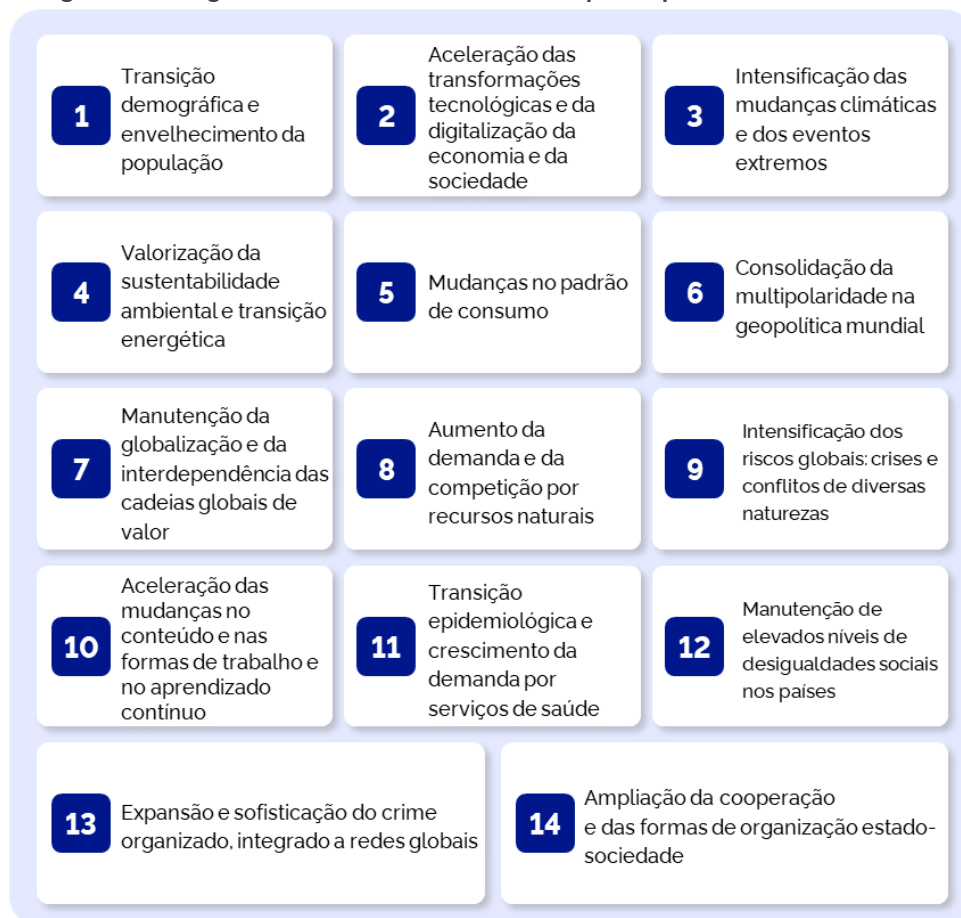 1
Transição
demográfica e
envelhecimento da
população
2
Aceleração das
transformações
tecnológicas e da
digitalização da
economia e da
sociedade
3
Intensificação das
mudanças climáticas
e dos eventos
extremos
4
Valorização da
sustentabilidade
ambiental e transição
energética
5
Mudanças no padrão
de consumo
6
Consolidação da
multipolaridade na
geopolítica mundial
7
Manutenção da
globalização e da
interdependência das
cadeias globais de
valor
8
Aumento da
demanda e da
competição por
recursos naturais
9
Intensificação dos
riscos globais: crises e
conflitos de diversas
naturezas
10
Aceleração das
mudanças no
conteúdo e nas
formas de trabalho e
no aprendizado
contínuo
11
Transição
epidemiológica e
crescimento da
demanda por
serviços de saúde
12
Manutenção de
elevados níveis de
desigualdades sociais
nos países
13
Expansão e sofisticação do crime
organizado, integrado a redes globais
14
Ampliação da cooperação
e das formas de organização estado-
sociedade